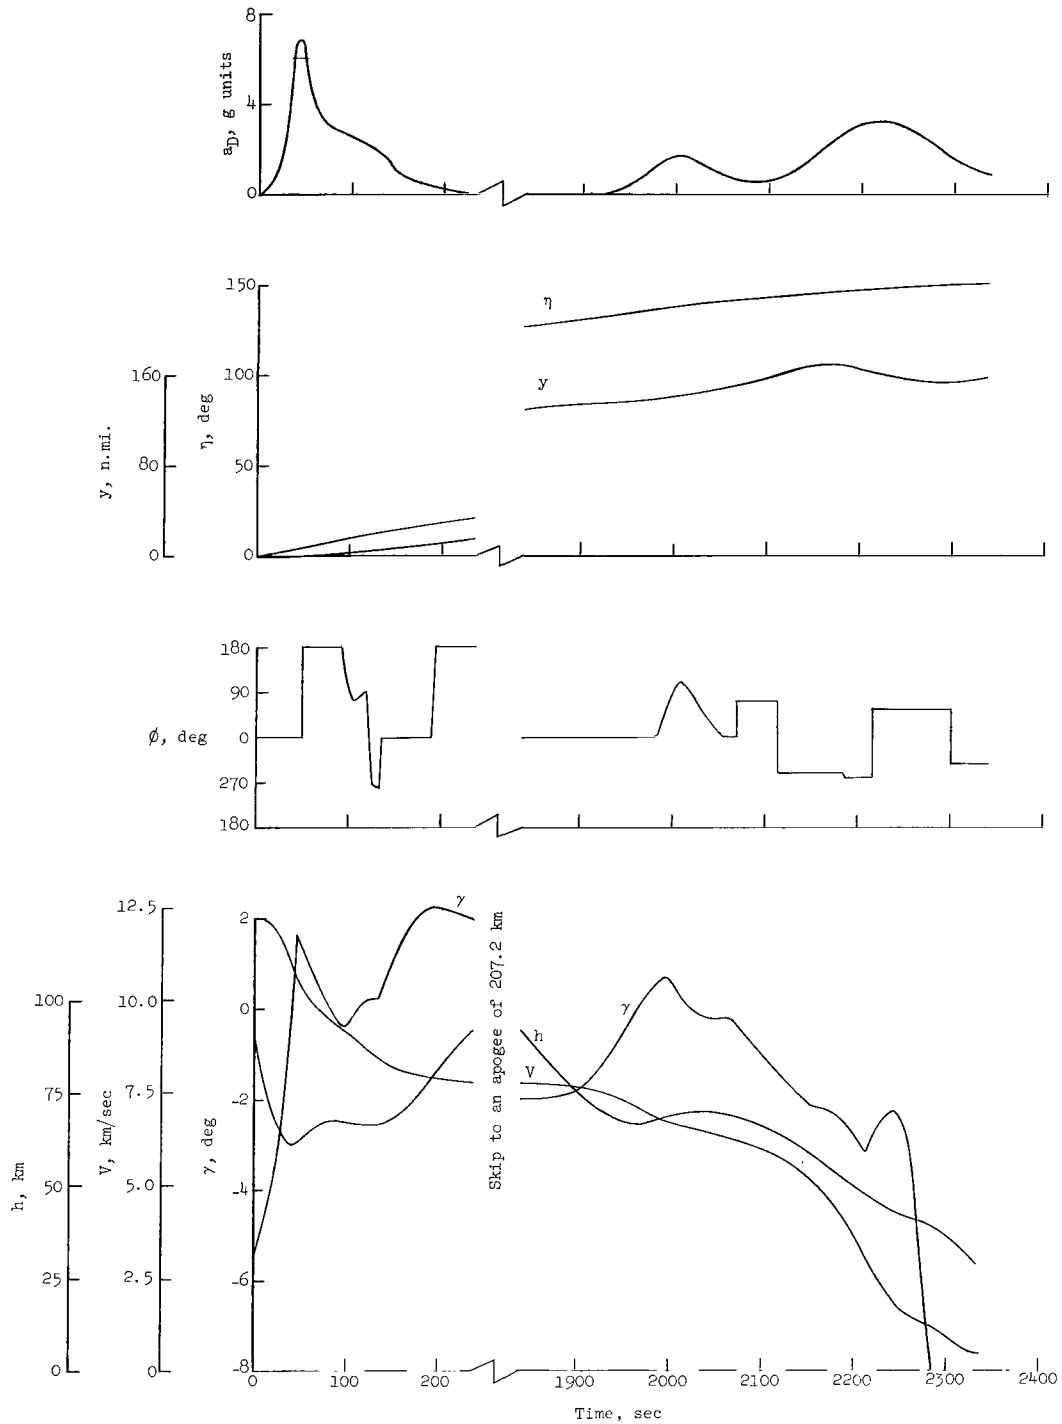 8
4
0
a_D, g units
150
100
50
0
η, deg
160
80
0
y, n.mi.
η
y
180
90
0
270
180
ø, deg
12.5
10.0
7.5
5.0
2.5
0
V, km/sec
100
75
50
25
0
h, km
2
0
-2
-4
-6
-8
γ, deg
γ
Skip to an apogee of 207.2 km
γ
h
V
0 100 200 1900 2000 2100 2200 2300 2400
Time, sec